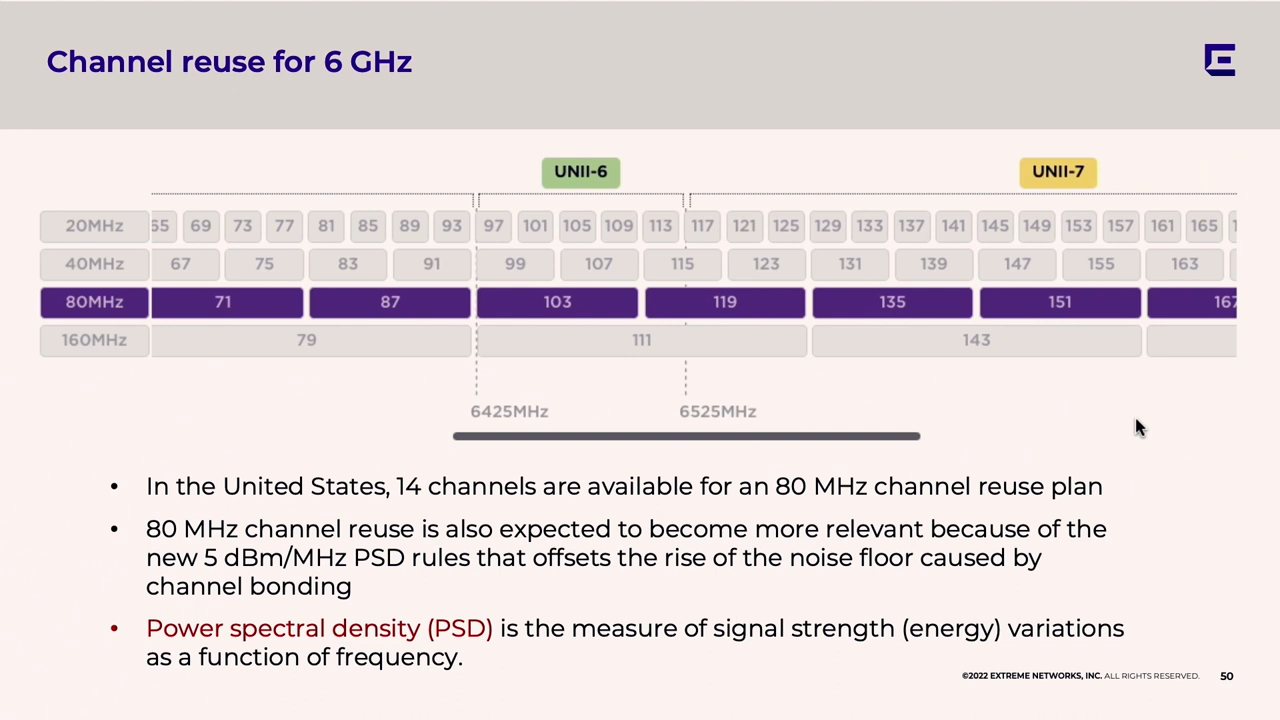 Channel reuse for 6 GHz
UNII-6 UNII-7
20MHz 69 73 77 81 85 89 93 97 101 105 109 113 117 121 125 129 133 137 141 145 149 153 157 161 165
40MHz 67 75 83 91 99 107 115 123 131 139 147 155 163
80MHz 71 87 103 119 135 151 167
160MHz 79 111 143
6425MHz 6525MHz
• In the United States, 14 channels are available for an 80 MHz channel reuse plan
• 80 MHz channel reuse is also expected to become more relevant because of the
new 5 dBm/MHz PSD rules that offsets the rise of the noise floor caused by
channel bonding
• Power spectral density (PSD) is the measure of signal strength (energy) variations
as a function of frequency.
©2022 EXTREME NETWORKS, INC. ALL RIGHTS RESERVED. 50